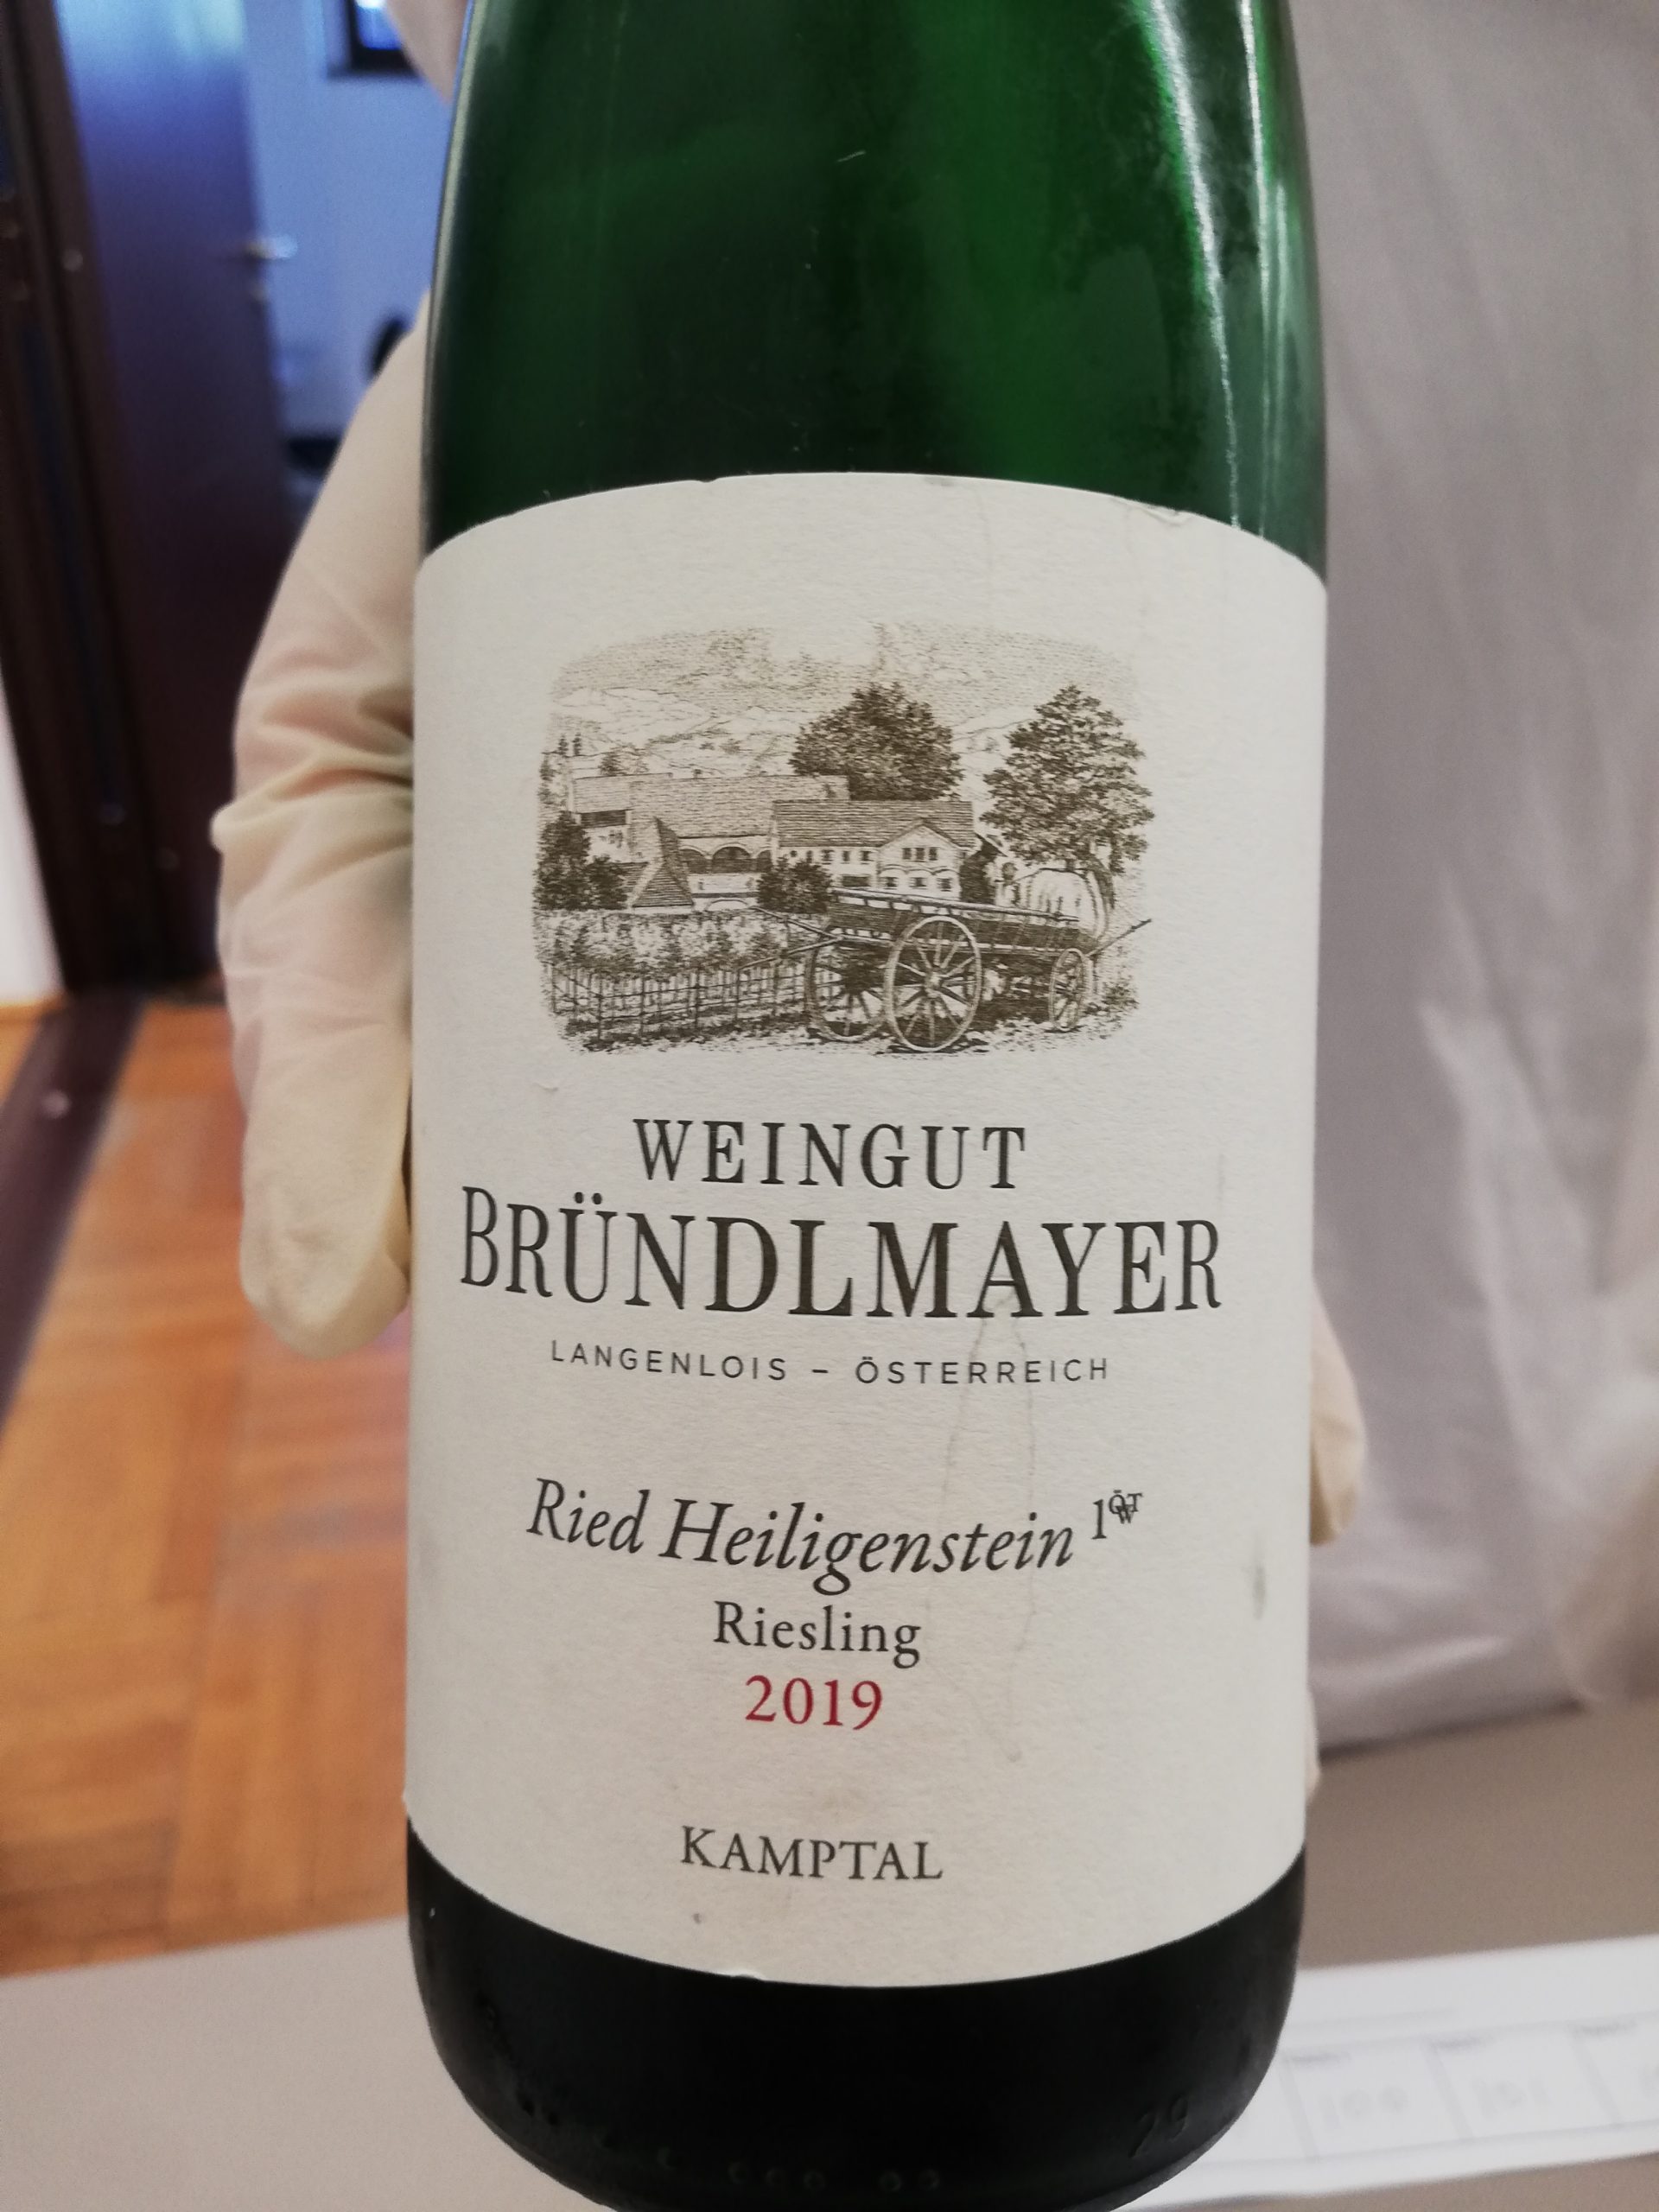 WEINGUT
BRÜNDLMAYER
LANGENLOIS – ÖSTERREICH
Ried Heiligenstein 1ÖTW
Riesling
2019
KAMPTAL